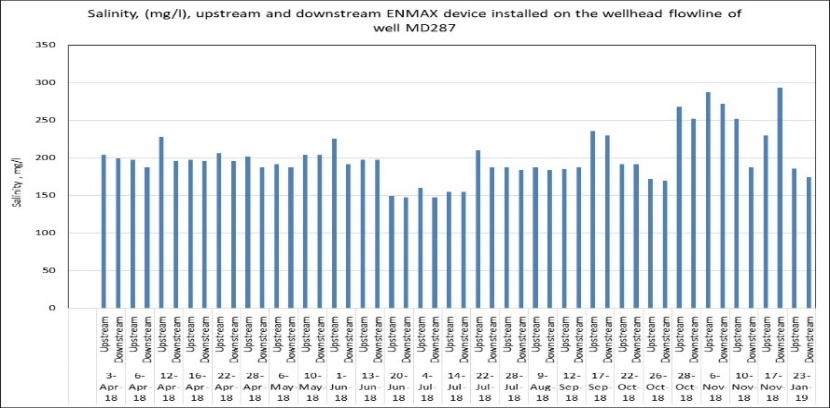 Salinity, (mg/l), upstream and downstream ENMAX device installed on the wellhead flowline of
well MD287
Salinity , mg/l
350
300
250
200
150
100
50
0
Upstream Downstream Upstream Downstream Upstream Downstream Upstream Downstream Upstream Downstream Upstream Downstream Upstream Downstream Upstream Downstream Upstream Downstream Upstream Downstream Upstream Downstream Upstream Downstream Upstream Downstream Upstream Downstream Upstream Downstream Upstream Downstream Upstream Downstream Upstream Downstream Upstream Downstream Upstream Downstream Upstream Downstream Upstream Downstream Upstream Downstream Upstream Downstream Upstream Downstream
3- 6- 12- 16- 22- 28- 6- 10- 1- 13- 20- 4- 14- 22- 28- 9- 12- 17- 22- 26- 28- 6- 10- 17- 23-
Apr- Apr- Apr- Apr- Apr- Apr- May- May- Jun- Jun- Jun- Jul- Jul- Jul- Jul- Aug- Sep- Sep- Oct- Oct- Oct- Nov- Nov- Nov- Jan-
18 18 18 18 18 18 18 18 18 18 18 18 18 18 18 18 18 18 18 18 18 18 18 18 19